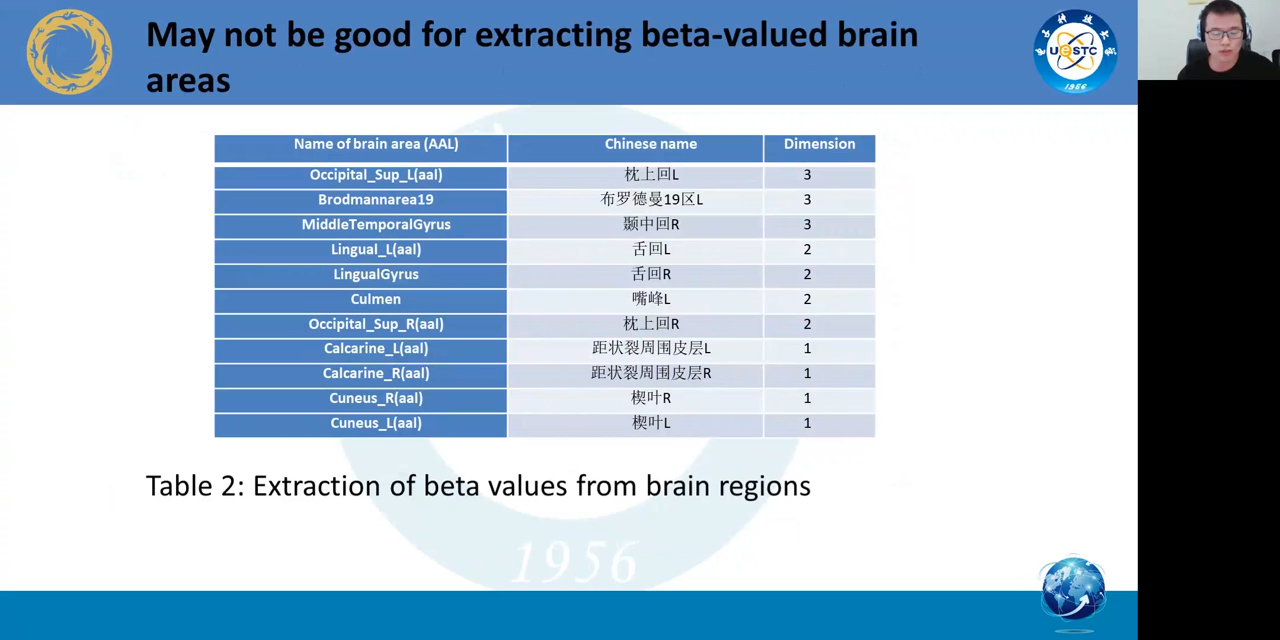 May not be good for extracting beta-valued brain
areas
UESTC
1956
Name of brain area (AAL) Chinese name Dimension
Occipital_Sup_L(aal) 枕上回L 3
Brodmannarea19 布罗德曼19区L 3
MiddleTemporalGyrus 颞中回R 3
Lingual_L(aal) 舌回L 2
LingualGyrus 舌回R 2
Culmen 嘴峰L 2
Occipital_Sup_R(aal) 枕上回R 2
Calcarine_L(aal) 距状裂周围皮层L 1
Calcarine_R(aal) 距状裂周围皮层R 1
Cuneus_R(aal) 楔叶R 1
Cuneus_L(aal) 楔叶L 1
Table 2: Extraction of beta values from brain regions
1956